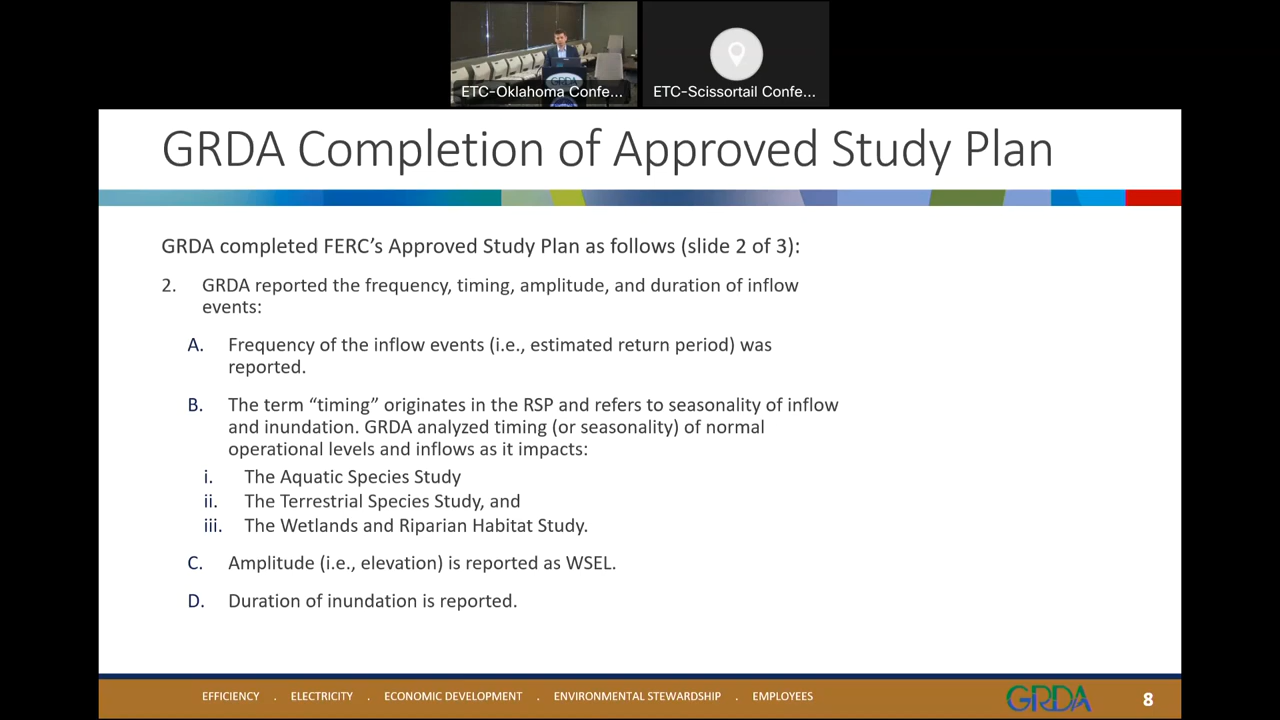 GRDA
ETC-Oklahoma Confe...
ETC-Scissortail Confe...
GRDA Completion of Approved Study Plan
GRDA completed FERC's Approved Study Plan as follows (slide 2 of 3):
2. GRDA reported the frequency, timing, amplitude, and duration of inflow
events:
A. Frequency of the inflow events (i.e., estimated return period) was
reported.
B. The term “timing” originates in the RSP and refers to seasonality of inflow
and inundation. GRDA analyzed timing (or seasonality) of normal
operational levels and inflows as it impacts:
i. The Aquatic Species Study
ii. The Terrestrial Species Study, and
iii. The Wetlands and Riparian Habitat Study.
C. Amplitude (i.e., elevation) is reported as WSEL.
D. Duration of inundation is reported.
EFFICIENCY . ELECTRICITY . ECONOMIC DEVELOPMENT . ENVIRONMENTAL STEWARDSHIP . EMPLOYEES
GRDA
8